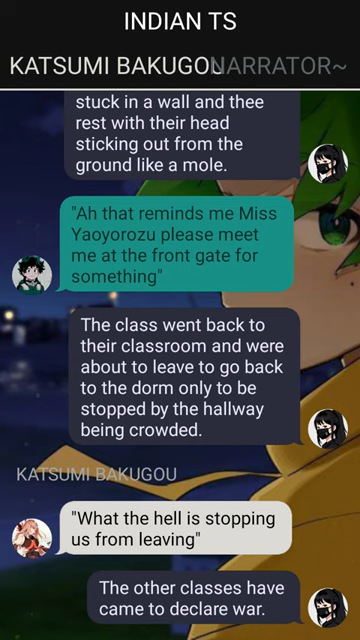 INDIAN TS
KATSUMI BAKUGOU NARRATOR~
stuck in a wall and thee
rest with their head
sticking out from the
ground like a mole.
"Ah that reminds me Miss
Yaoyorozu please meet
me at the front gate for
something"
The class went back to
their classroom and were
about to leave to go back
to the dorm only to be
stopped by the hallway
being crowded.
KATSUMI BAKUGOU
"What the hell is stopping
us from leaving"
The other classes have
came to declare war.